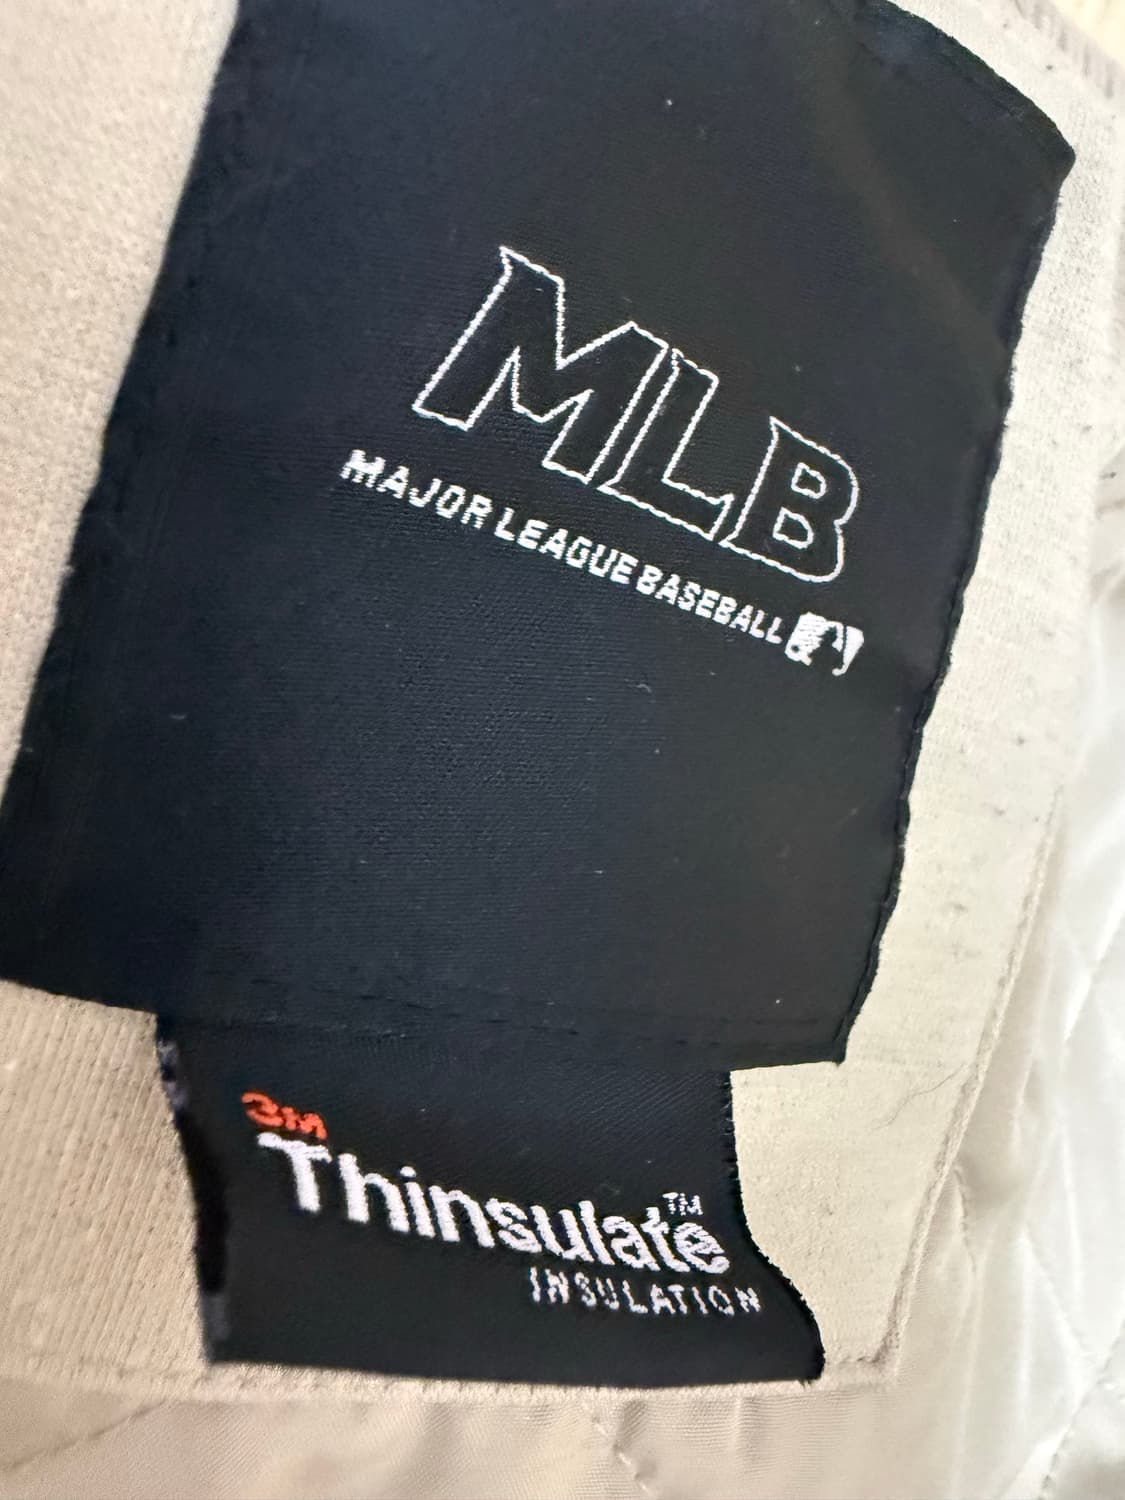 MLB
MAJOR LEAGUE BASEBALL
3M
Thinsulate™
INSULATION